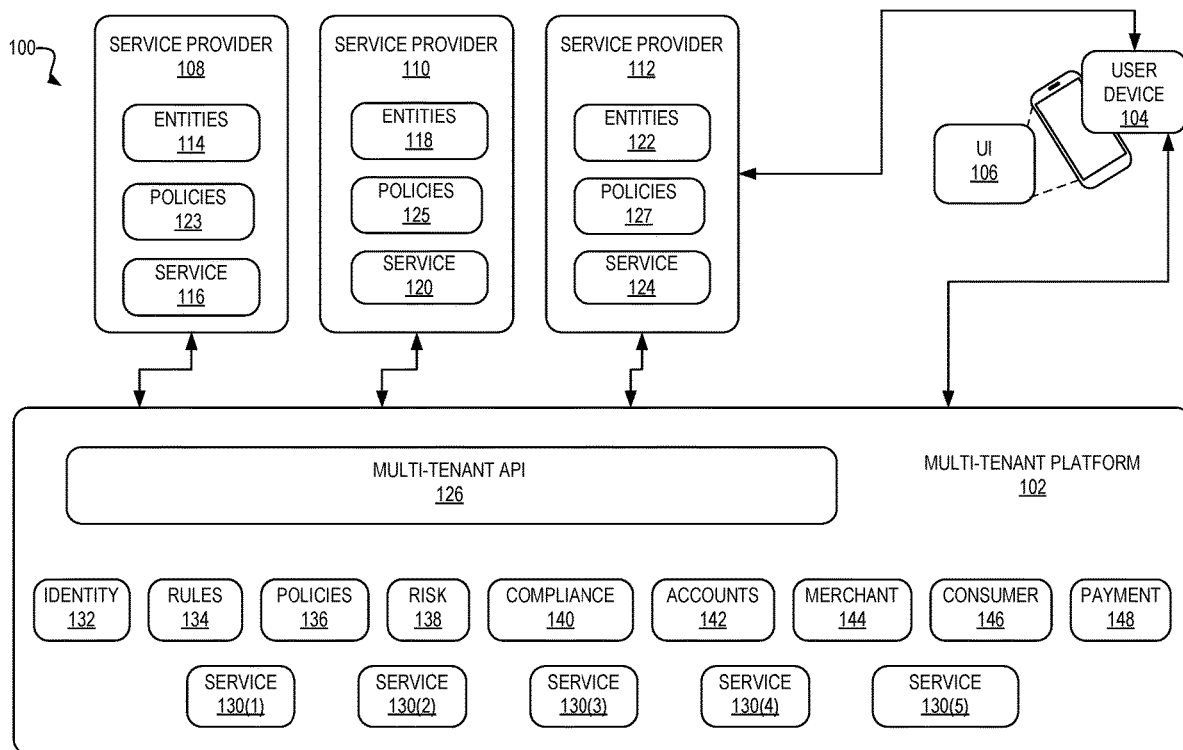 100
SERVICE PROVIDER
108
ENTITIES
114
POLICIES
123
SERVICE
116
SERVICE PROVIDER
110
ENTITIES
118
POLICIES
125
SERVICE
120
SERVICE PROVIDER
112
ENTITIES
122
POLICIES
127
SERVICE
124
USER
DEVICE
104
UI
106
MULTI-TENANT API
126
MULTI-TENANT PLATFORM
102
IDENTITY
132
RULES
134
POLICIES
136
RISK
138
COMPLIANCE
140
ACCOUNTS
142
MERCHANT
144
CONSUMER
146
PAYMENT
148
SERVICE
130(1)
SERVICE
130(2)
SERVICE
130(3)
SERVICE
130(4)
SERVICE
130(5)